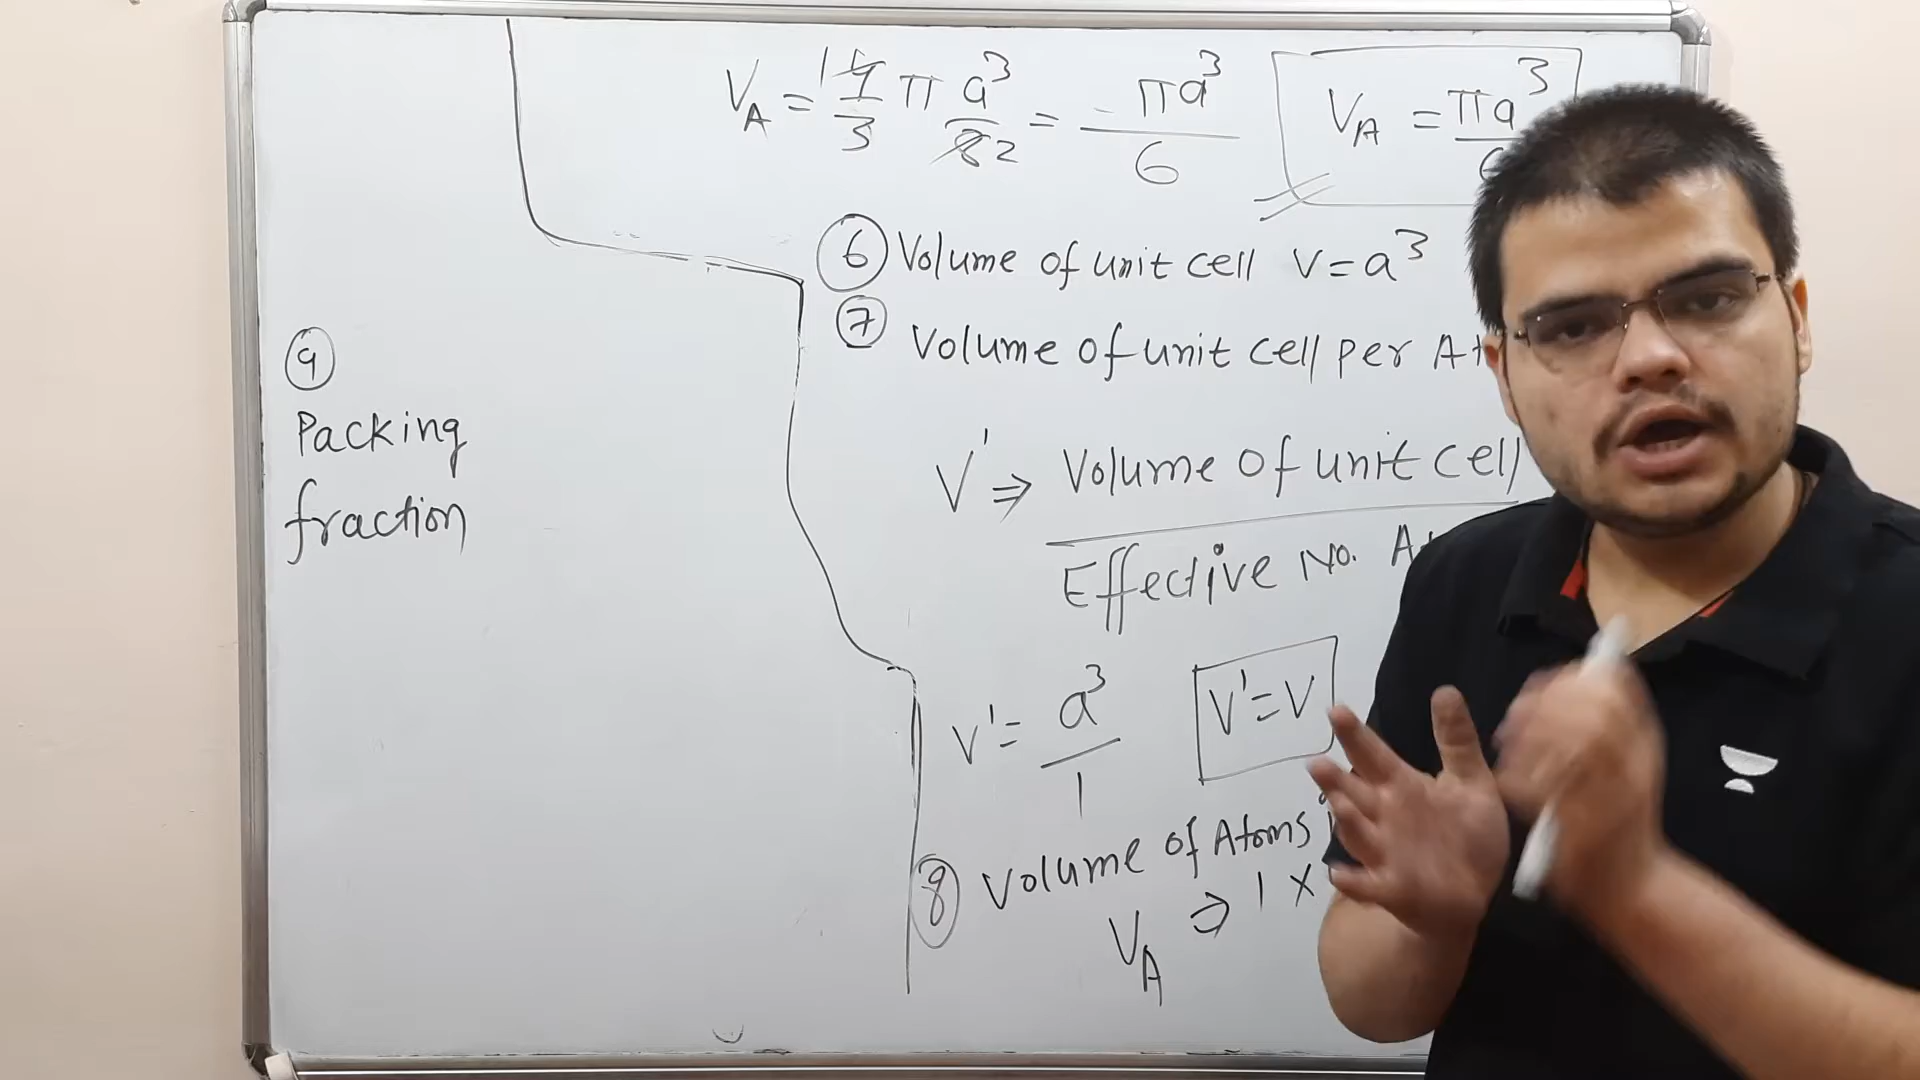 V_A = 1 4/3 π a³/8 2 = πa³/6
V_A = πa³/6
⑥ Volume of unit cell V = a³
⑦ Volume of unit cell per
V' ⇒ Volume of unit cell
Effective No.
V' = a³/1
V' = V
⑧ Volume of Atoms
V_A ⇒ 1 ×
⑨
Packing
fraction